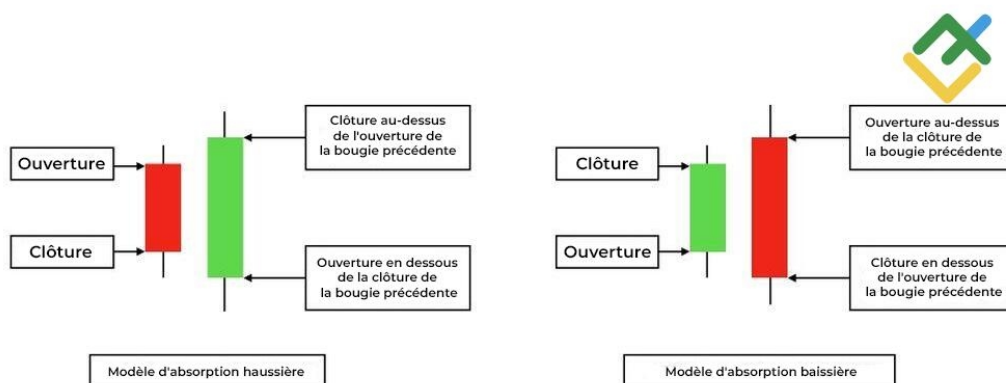 Clôture au-dessus
de l'ouverture de
la bougie précédente
Ouverture
Clôture
Ouverture en dessous
de la clôture de
la bougie précédente
Modèle d'absorption haussière
Ouverture au-dessus
de la clôture de
la bougie précédente
Clôture
Ouverture
Clôture en dessous
de l'ouverture de
la bougie précédente
Modèle d'absorption baissière